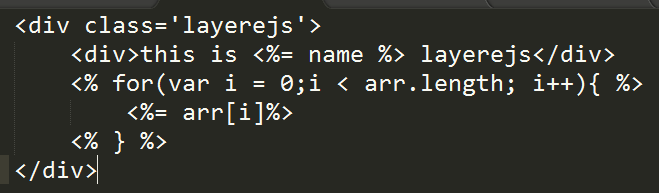 <div class='layerejs'>
    <div>this is <%= name %> layerejs</div>
    <% for(var i = 0;i < arr.length; i++){ %>
        <%= arr[i]%>
    <% } %>
</div>